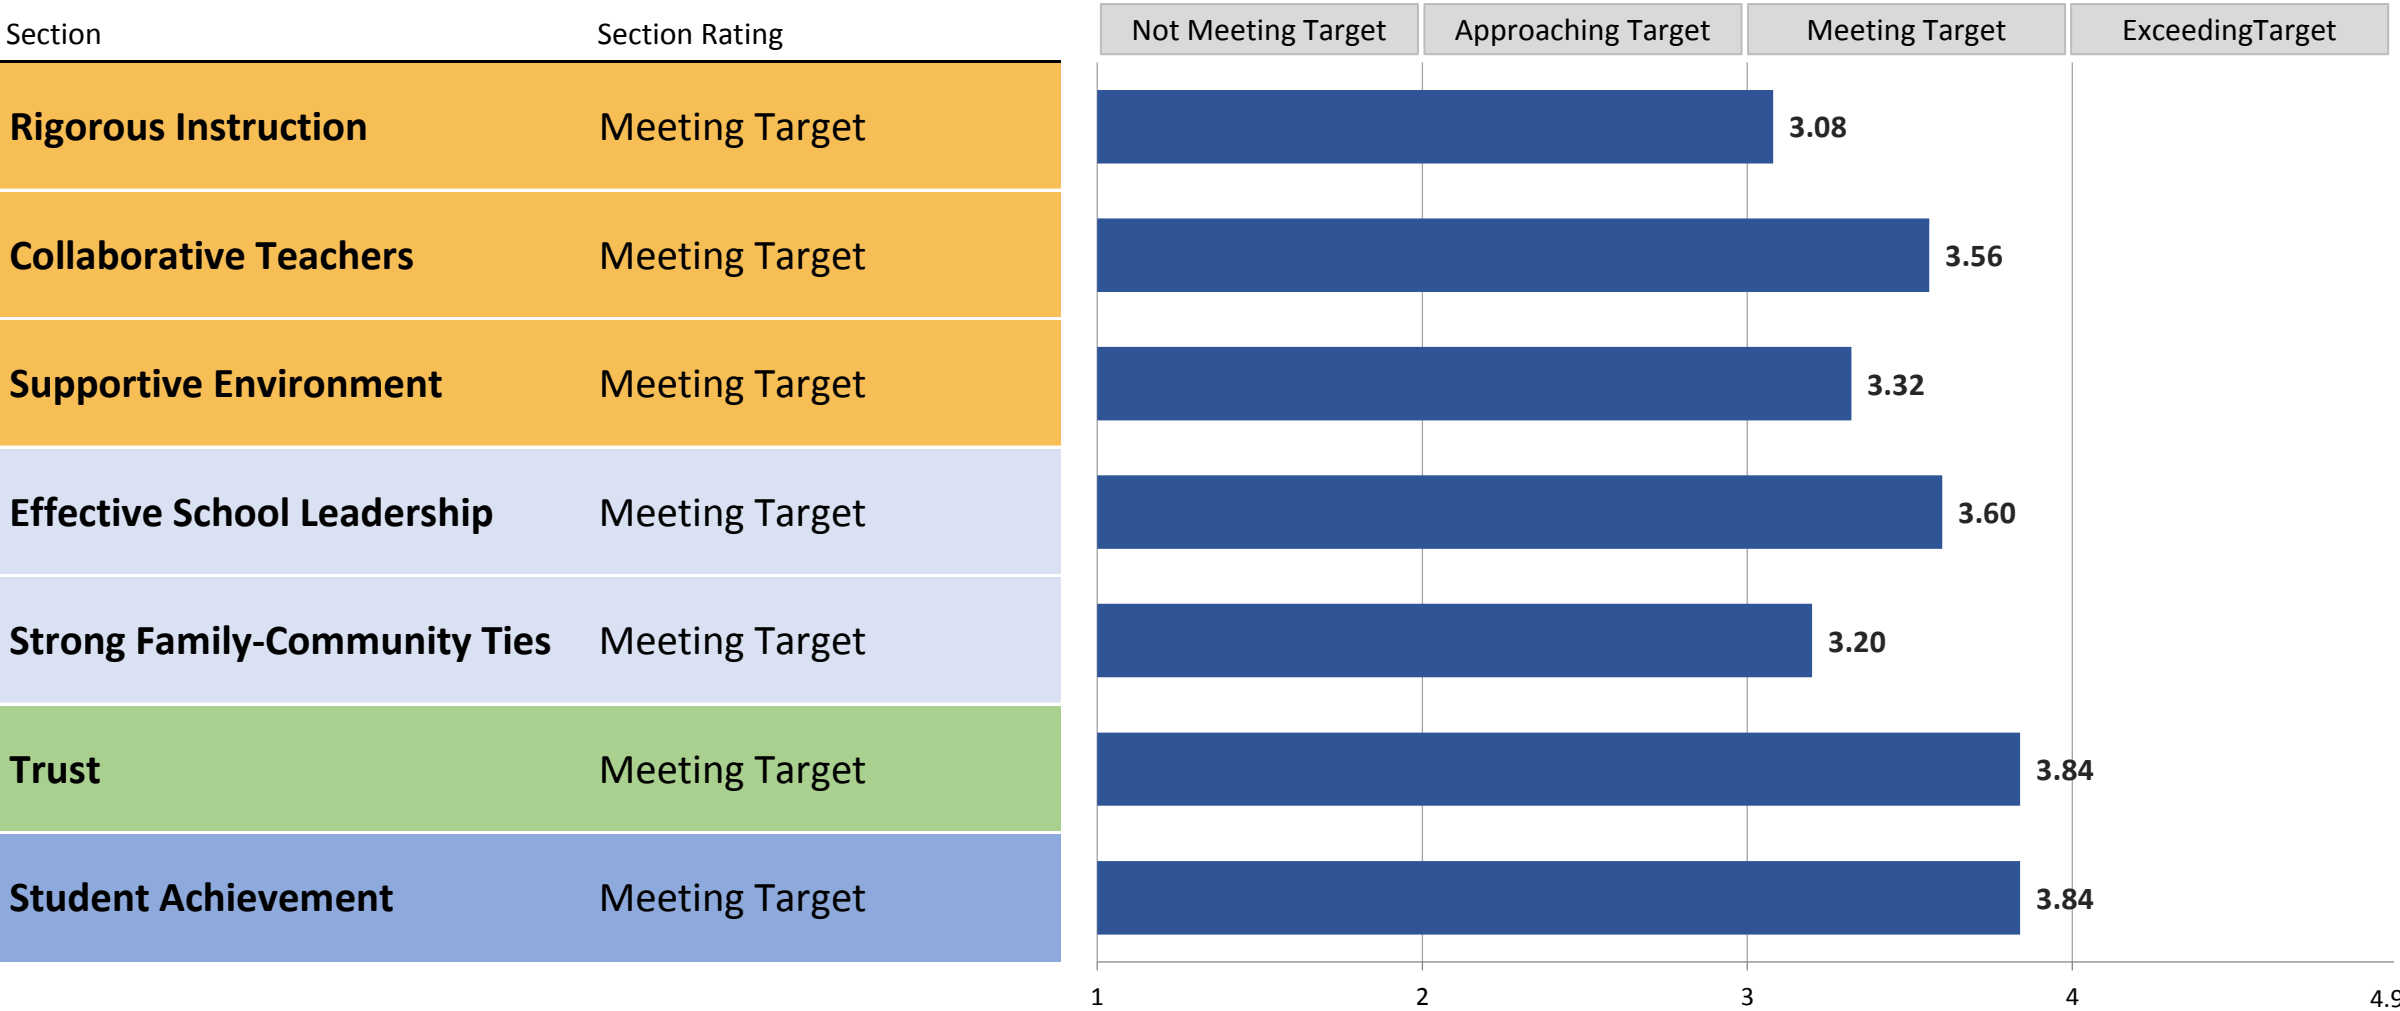 Section Section Rating Not Meeting Target Approaching Target Meeting Target ExceedingTarget
Rigorous Instruction Meeting Target 3.08
Collaborative Teachers Meeting Target 3.56
Supportive Environment Meeting Target 3.32
Effective School Leadership Meeting Target 3.60
Strong Family-Community Ties Meeting Target 3.20
Trust Meeting Target 3.84
Student Achievement Meeting Target 3.84
1 2 3 4 4.9